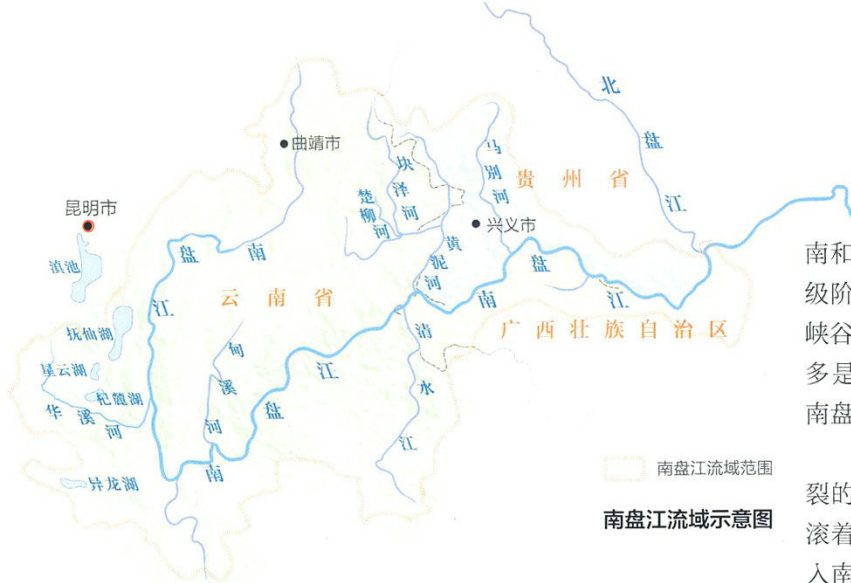 北盘江
曲靖市
块泽河
马别河
贵州省
楚柳河
昆明市
兴义市
滇池
南盘江
黄泥河
南盘江
云南省
抚仙湖
广西壮族自治区
甸溪河
清水江
星云湖
杞麓湖
华溪河
南盘江
异龙湖
南盘江流域范围
南盘江流域示意图
南和
级阶
峡谷
多是
南盘
裂的
滚着
入南